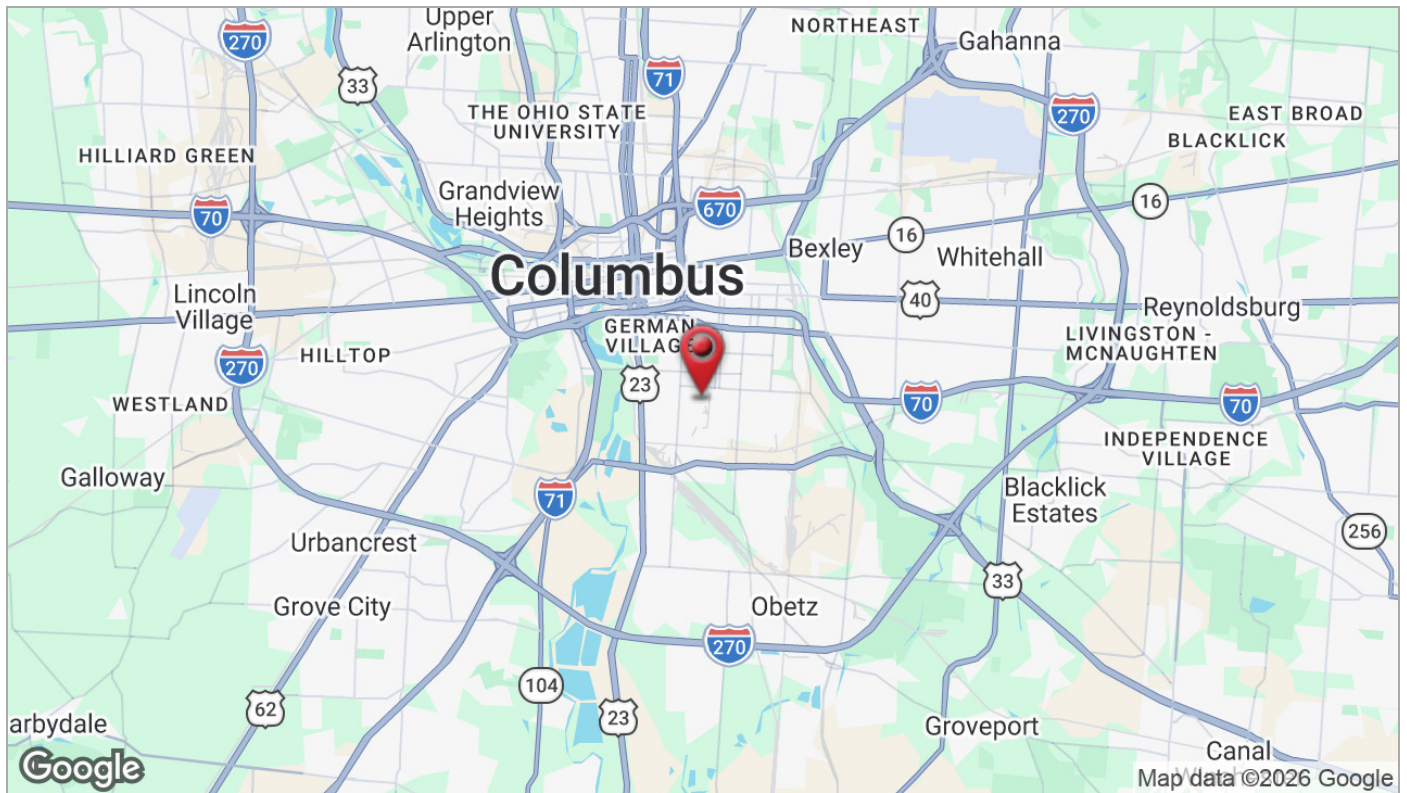 Upper
Arlington
NORTHEAST
Gahanna
270
33
71
270
THE OHIO STATE
UNIVERSITY
EAST BROAD
BLACKLICK
HILLIARD GREEN
Grandview
Heights
70
670
16
16
Bexley
Whitehall
Columbus
40
Lincoln
Village
Reynoldsburg
GERMAN
VILLAGE
LIVINGSTON -
MCNAUGHTEN
HILLTOP
270
23
WESTLAND
70
70
INDEPENDENCE
VILLAGE
Galloway
71
Blacklick
Estates
256
Urbancrest
33
Grove City
Obetz
270
104
62
23
arbydale
Groveport
Canal
Google
Map data ©2026 Google